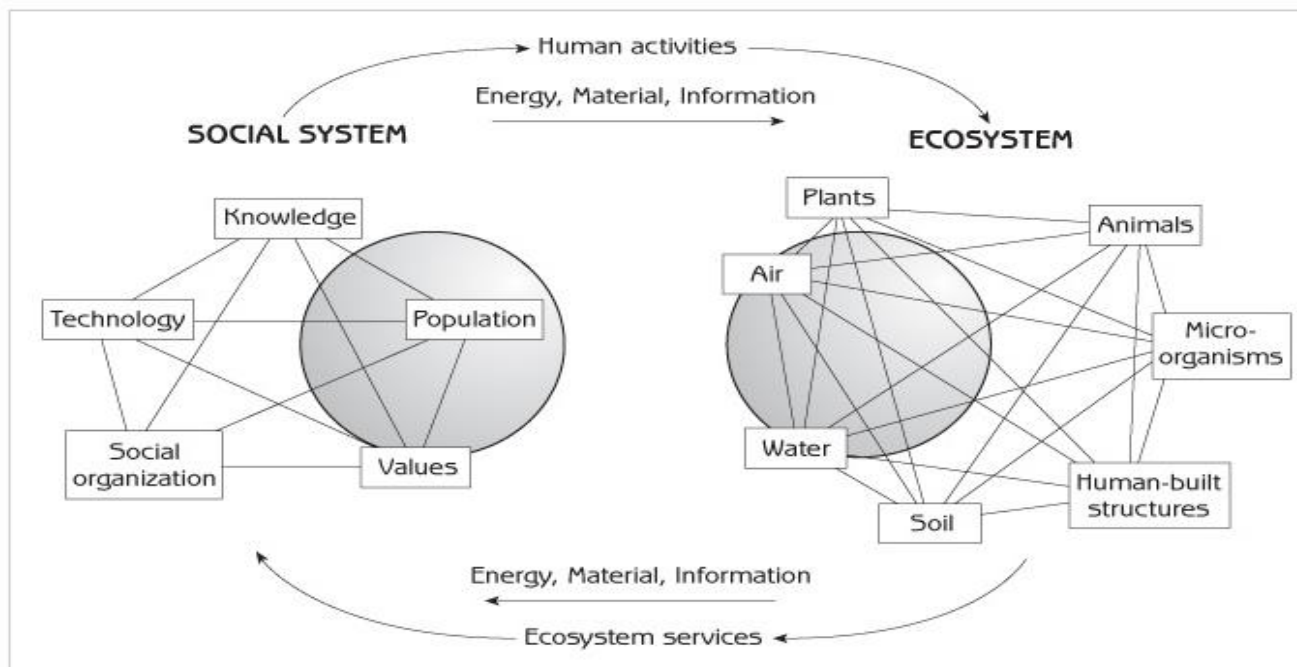 Human activities
Energy, Material, Information
SOCIAL SYSTEM
ECOSYSTEM
Knowledge
Technology
Population
Social
organization
Values
Plants
Animals
Air
Micro-
organisms
Water
Human-built
structures
Soil
Energy, Material, Information
Ecosystem services